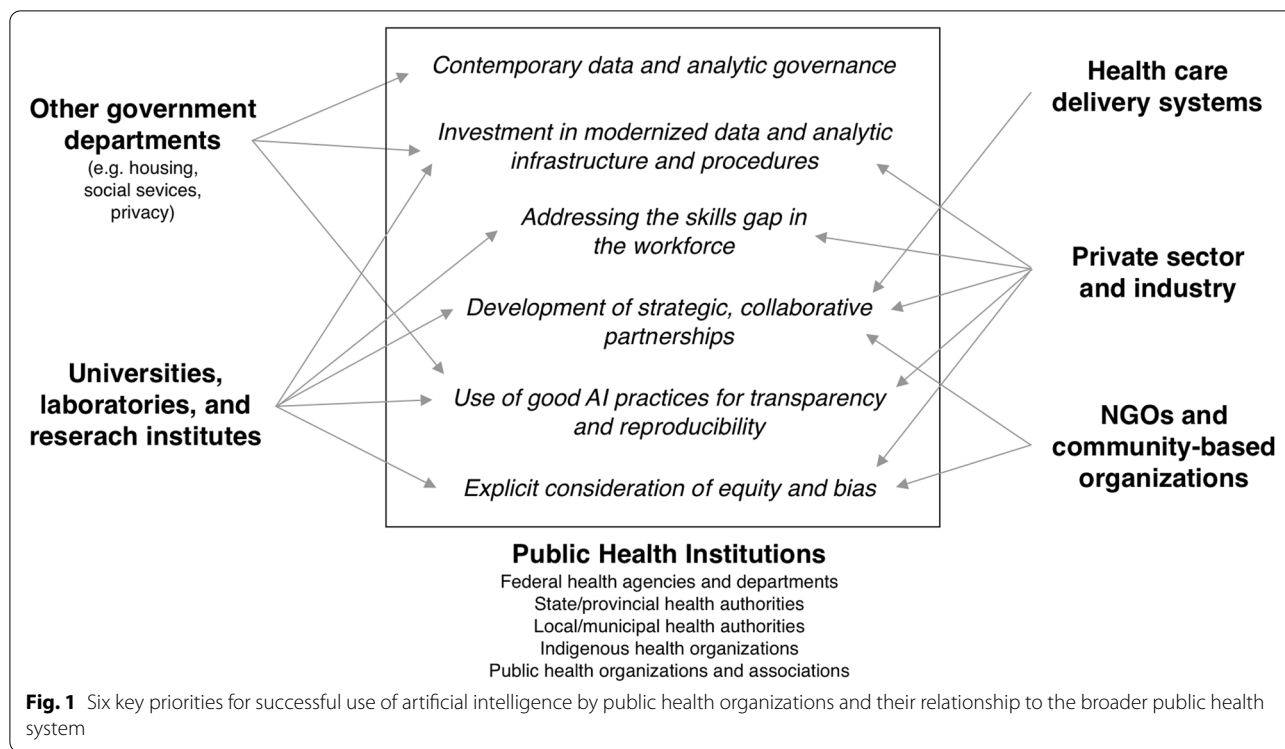 Other government
departments
(e.g. housing,
social sevices,
privacy)
Universities,
laboratories, and
reserach institutes
Contemporary data and analytic governance
Investment in modernized data and analytic
infrastructure and procedures
Addressing the skills gap in
the workforce
Development of strategic, collaborative
partnerships
Use of good AI practices for transparency
and reproducibility
Explicit consideration of equity and bias
Health care
delivery systems
Private sector
and industry
NGOs and
community-based
organizations
Public Health Institutions
Federal health agencies and departments
State/provincial health authorities
Local/municipal health authorities
Indigenous health organizations
Public health organizations and associations
Fig. 1 Six key priorities for successful use of artificial intelligence by public health organizations and their relationship to the broader public health
system